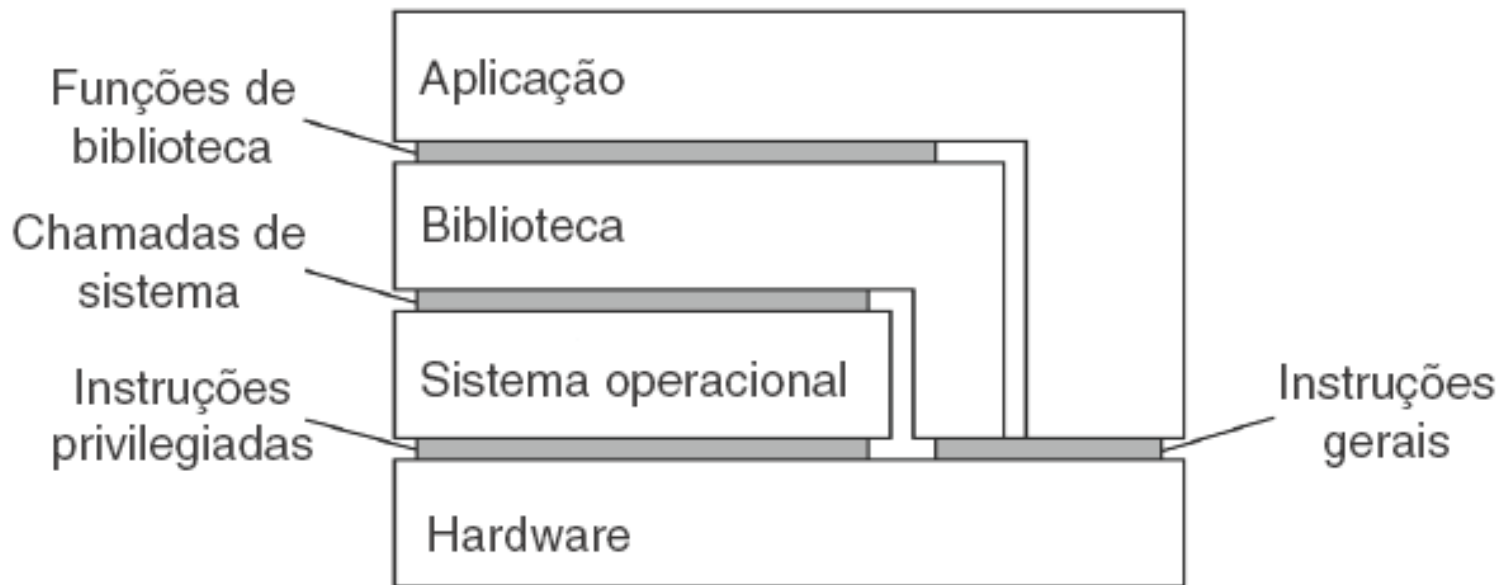 Aplicação
Funções de
biblioteca
Biblioteca
Chamadas de
sistema
Sistema operacional
Instruções
privilegiadas
Instruções
gerais
Hardware